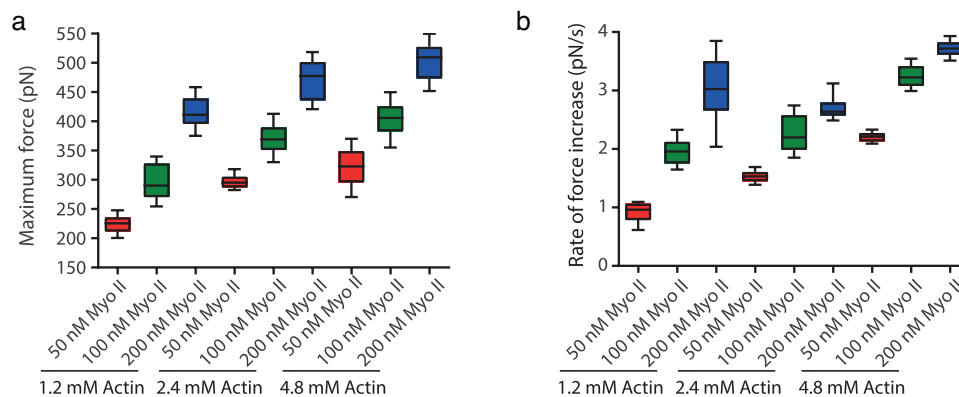 a
Maximum force (pN)
550
500
450
400
350
300
250
200
150
50 nM Myo II
100 nM Myo II
200 nM Myo II
50 nM Myo II
100 nM Myo II
200 nM Myo II
50 nM Myo II
100 nM Myo II
200 nM Myo II
1.2 mM Actin
2.4 mM Actin
4.8 mM Actin
b
Rate of force increase (pN/s)
4
3
2
1
0
50 nM Myo II
100 nM Myo II
200 nM Myo II
50 nM Myo II
100 nM Myo II
200 nM Myo II
50 nM Myo II
100 nM Myo II
200 nM Myo II
1.2 mM Actin
2.4 mM Actin
4.8 mM Actin